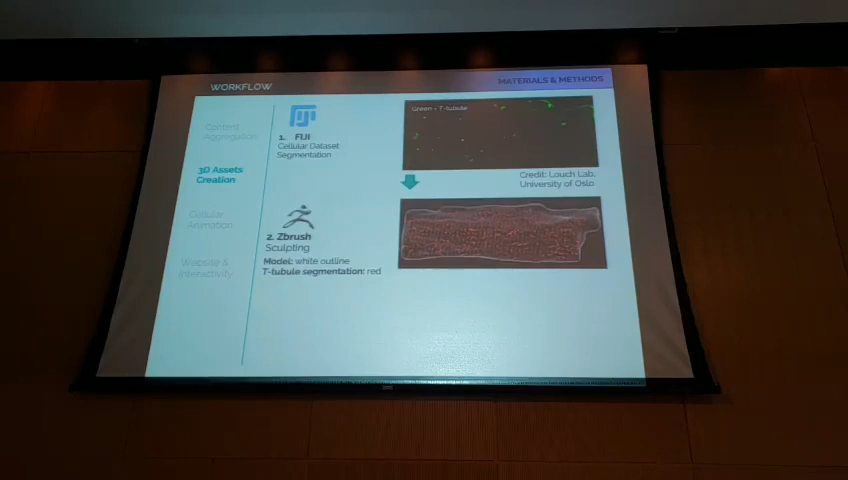 WORKFLOW
MATERIALS & METHODS
Content
Aggregation
3D Assets
Creation
Cellular
Animation
Website &
Interactivity
1. FIJI
Cellular Dataset
Segmentation
Green - T-tubule
Credit: Louch Lab,
University of Oslo
2. Zbrush
Sculpting
Model: white outline
T-tubule segmentation: red